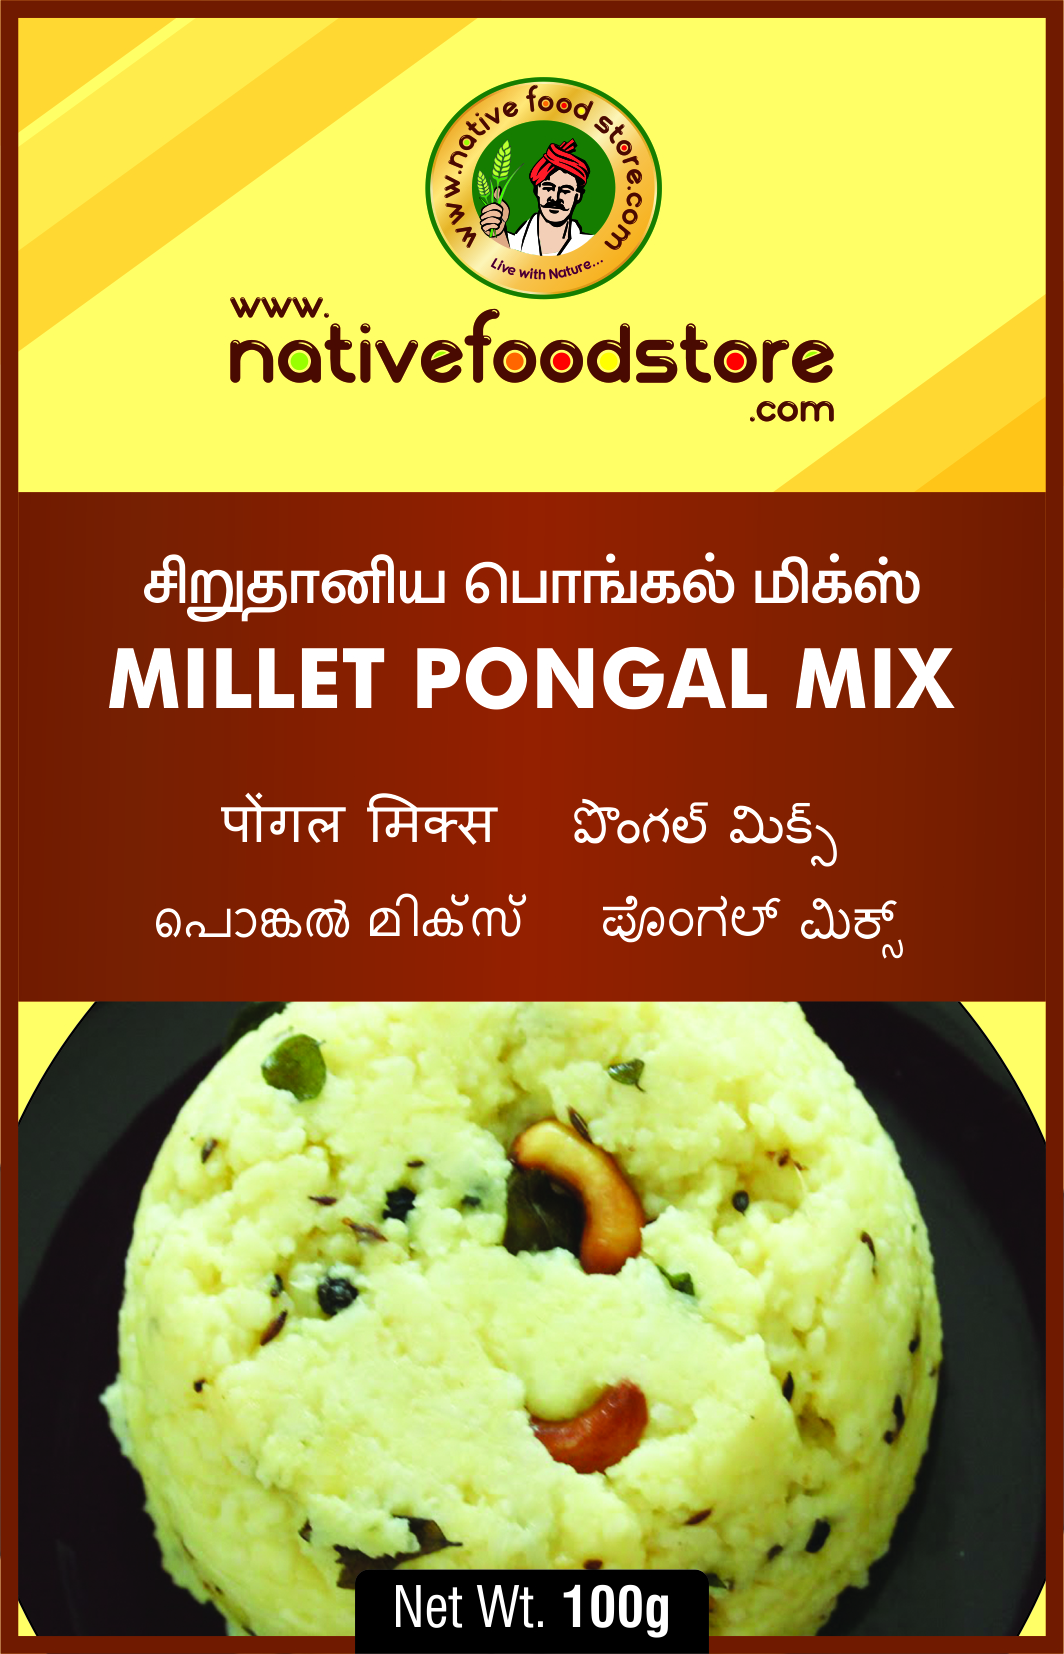 www.native food store.com
Live with Nature...
www.
nativefoodstore
.com
சிறுதானிய பொங்கல் மிக்ஸ்
MILLET PONGAL MIX
पोंगल मिक्स పొంగల్ మిక్స్
പൊങ്കൽ മിക്സ് ಪೊಂಗಲ್ ಮಿಕ್ಸ್
Net Wt. 100g